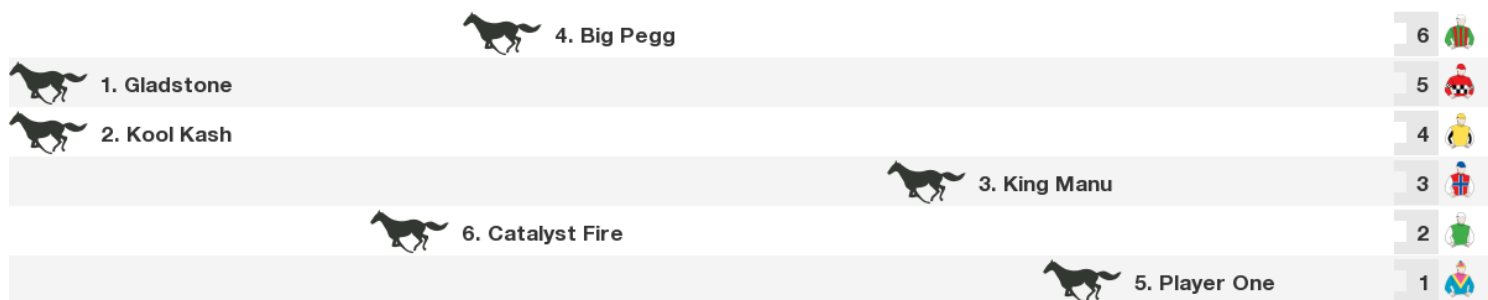 4. Big Pegg 6
1. Gladstone 5
2. Kool Kash 4
3. King Manu 3
6. Catalyst Fire 2
5. Player One 1